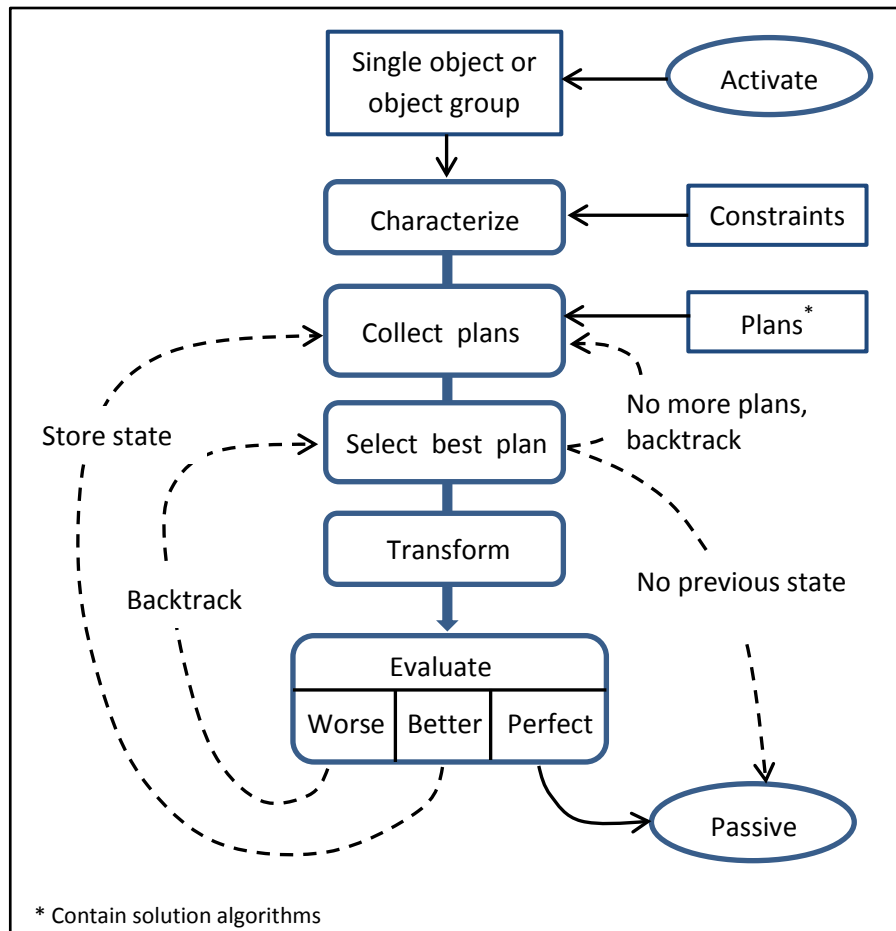 Single object or
object group
Activate
Characterize
Constraints
Collect plans
Plans*
No more plans,
backtrack
Store state
Select best plan
Transform
No previous state
Backtrack
Evaluate
Worse
Better
Perfect
Passive
* Contain solution algorithms